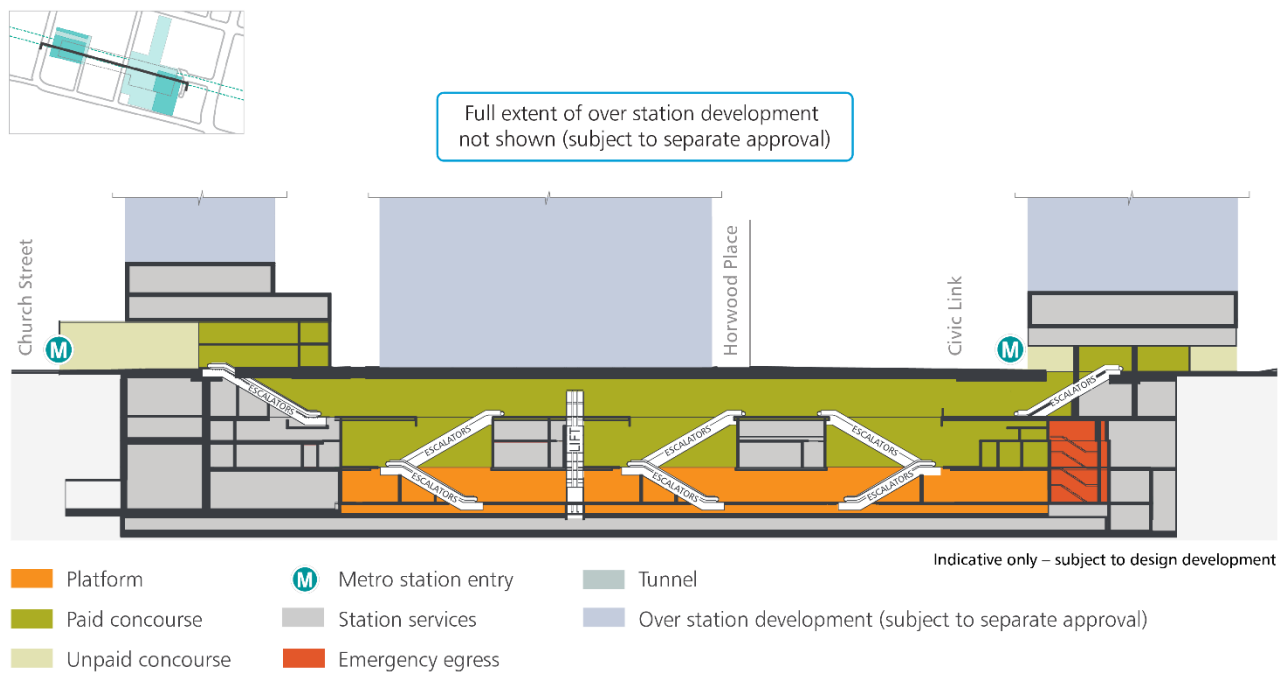 Full extent of over station development
not shown (subject to separate approval)
Church Street
Horwood Place
Civic Link
M
M
ESCALATORS
ESCALATORS
ESCALATORS
ESCALATORS
ESCALATORS
LIFT
ESCALATORS
ESCALATORS
ESCALATORS
ESCALATORS
Indicative only – subject to design development
Platform
M Metro station entry
Tunnel
Paid concourse
Station services
Over station development (subject to separate approval)
Unpaid concourse
Emergency egress